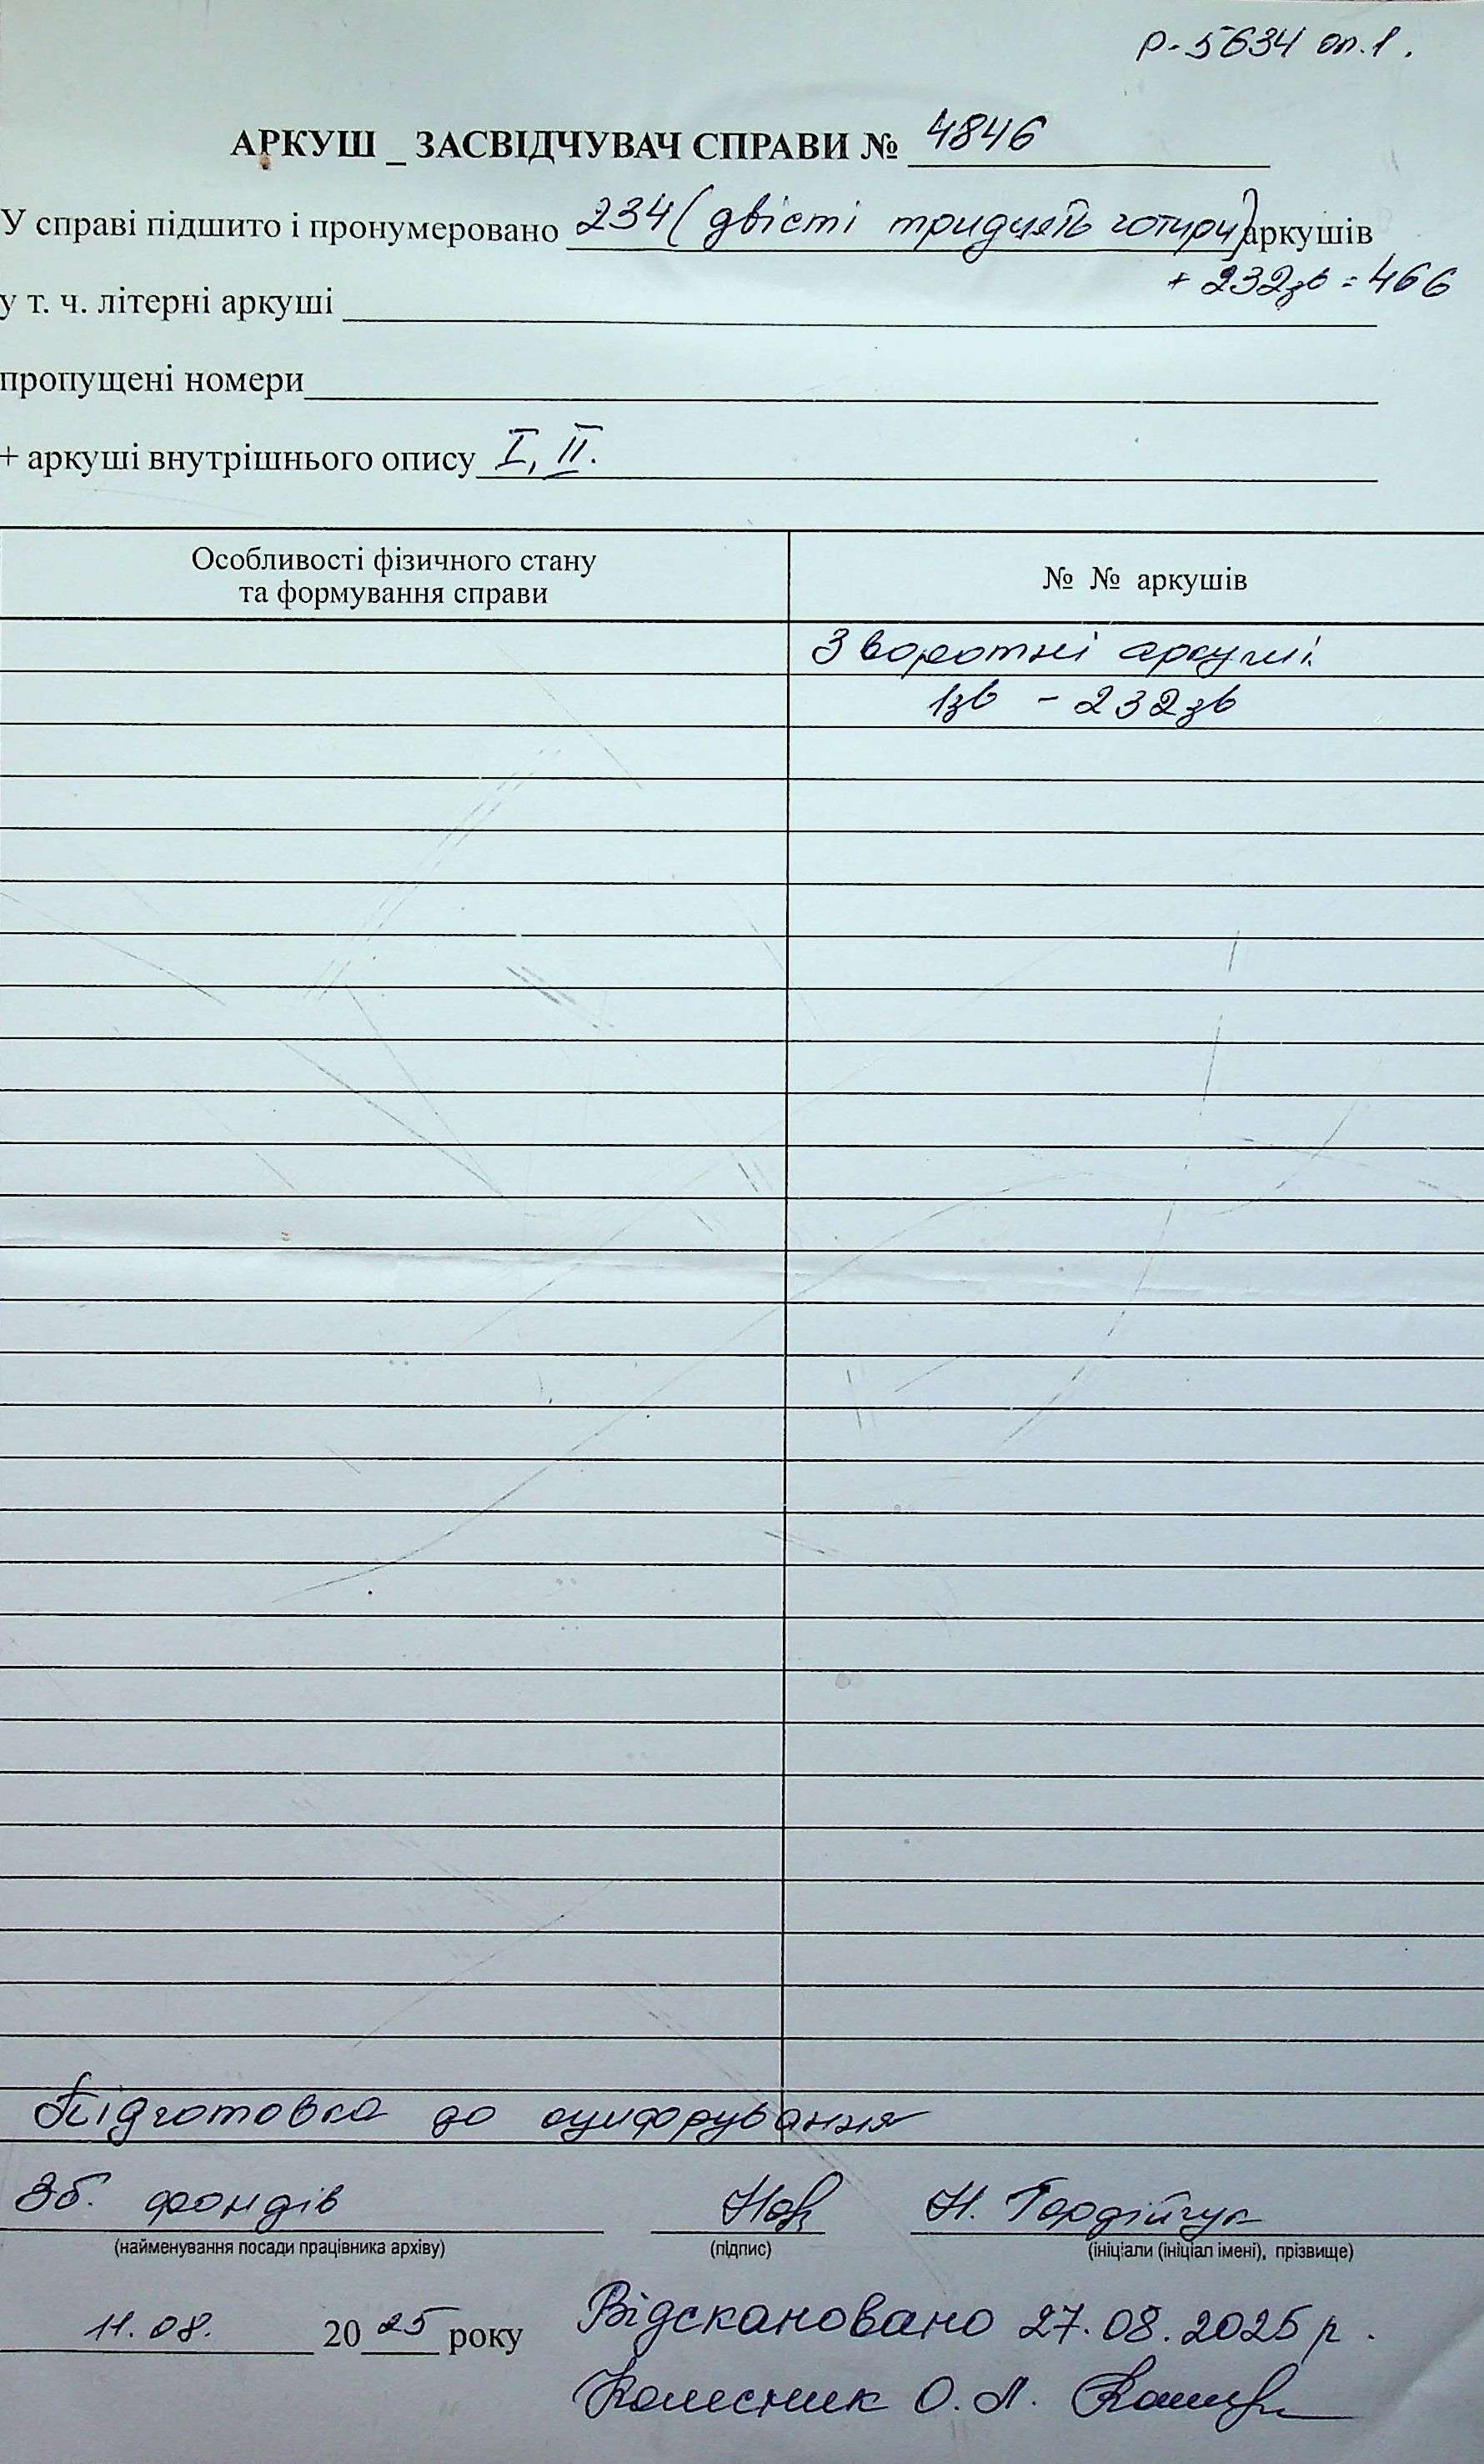 Р-5634 оп.1.
АРКУШ _ ЗАСВІДЧУВАЧ СПРАВИ № 4846
У справі підшито і пронумеровано 234 (двісті тридцять чотири) аркушів
+ 232зв = 466
у т. ч. літерні аркуші
пропущені номери
+ аркуші внутрішнього опису I, II.
Особливості фізичного стану
та формування справи
№ № аркушів
Зворотні аркуші
1зв - 232зв
Підготовка до оцифрування
Зб. фондів
Н. Гордійчук
(найменування посади працівника архіву) (підпис) (ініціали (ініціал імені), прізвище)
11.08. 2025 року
Відскановано 27.08.2025 р.
Колесник О. Л.